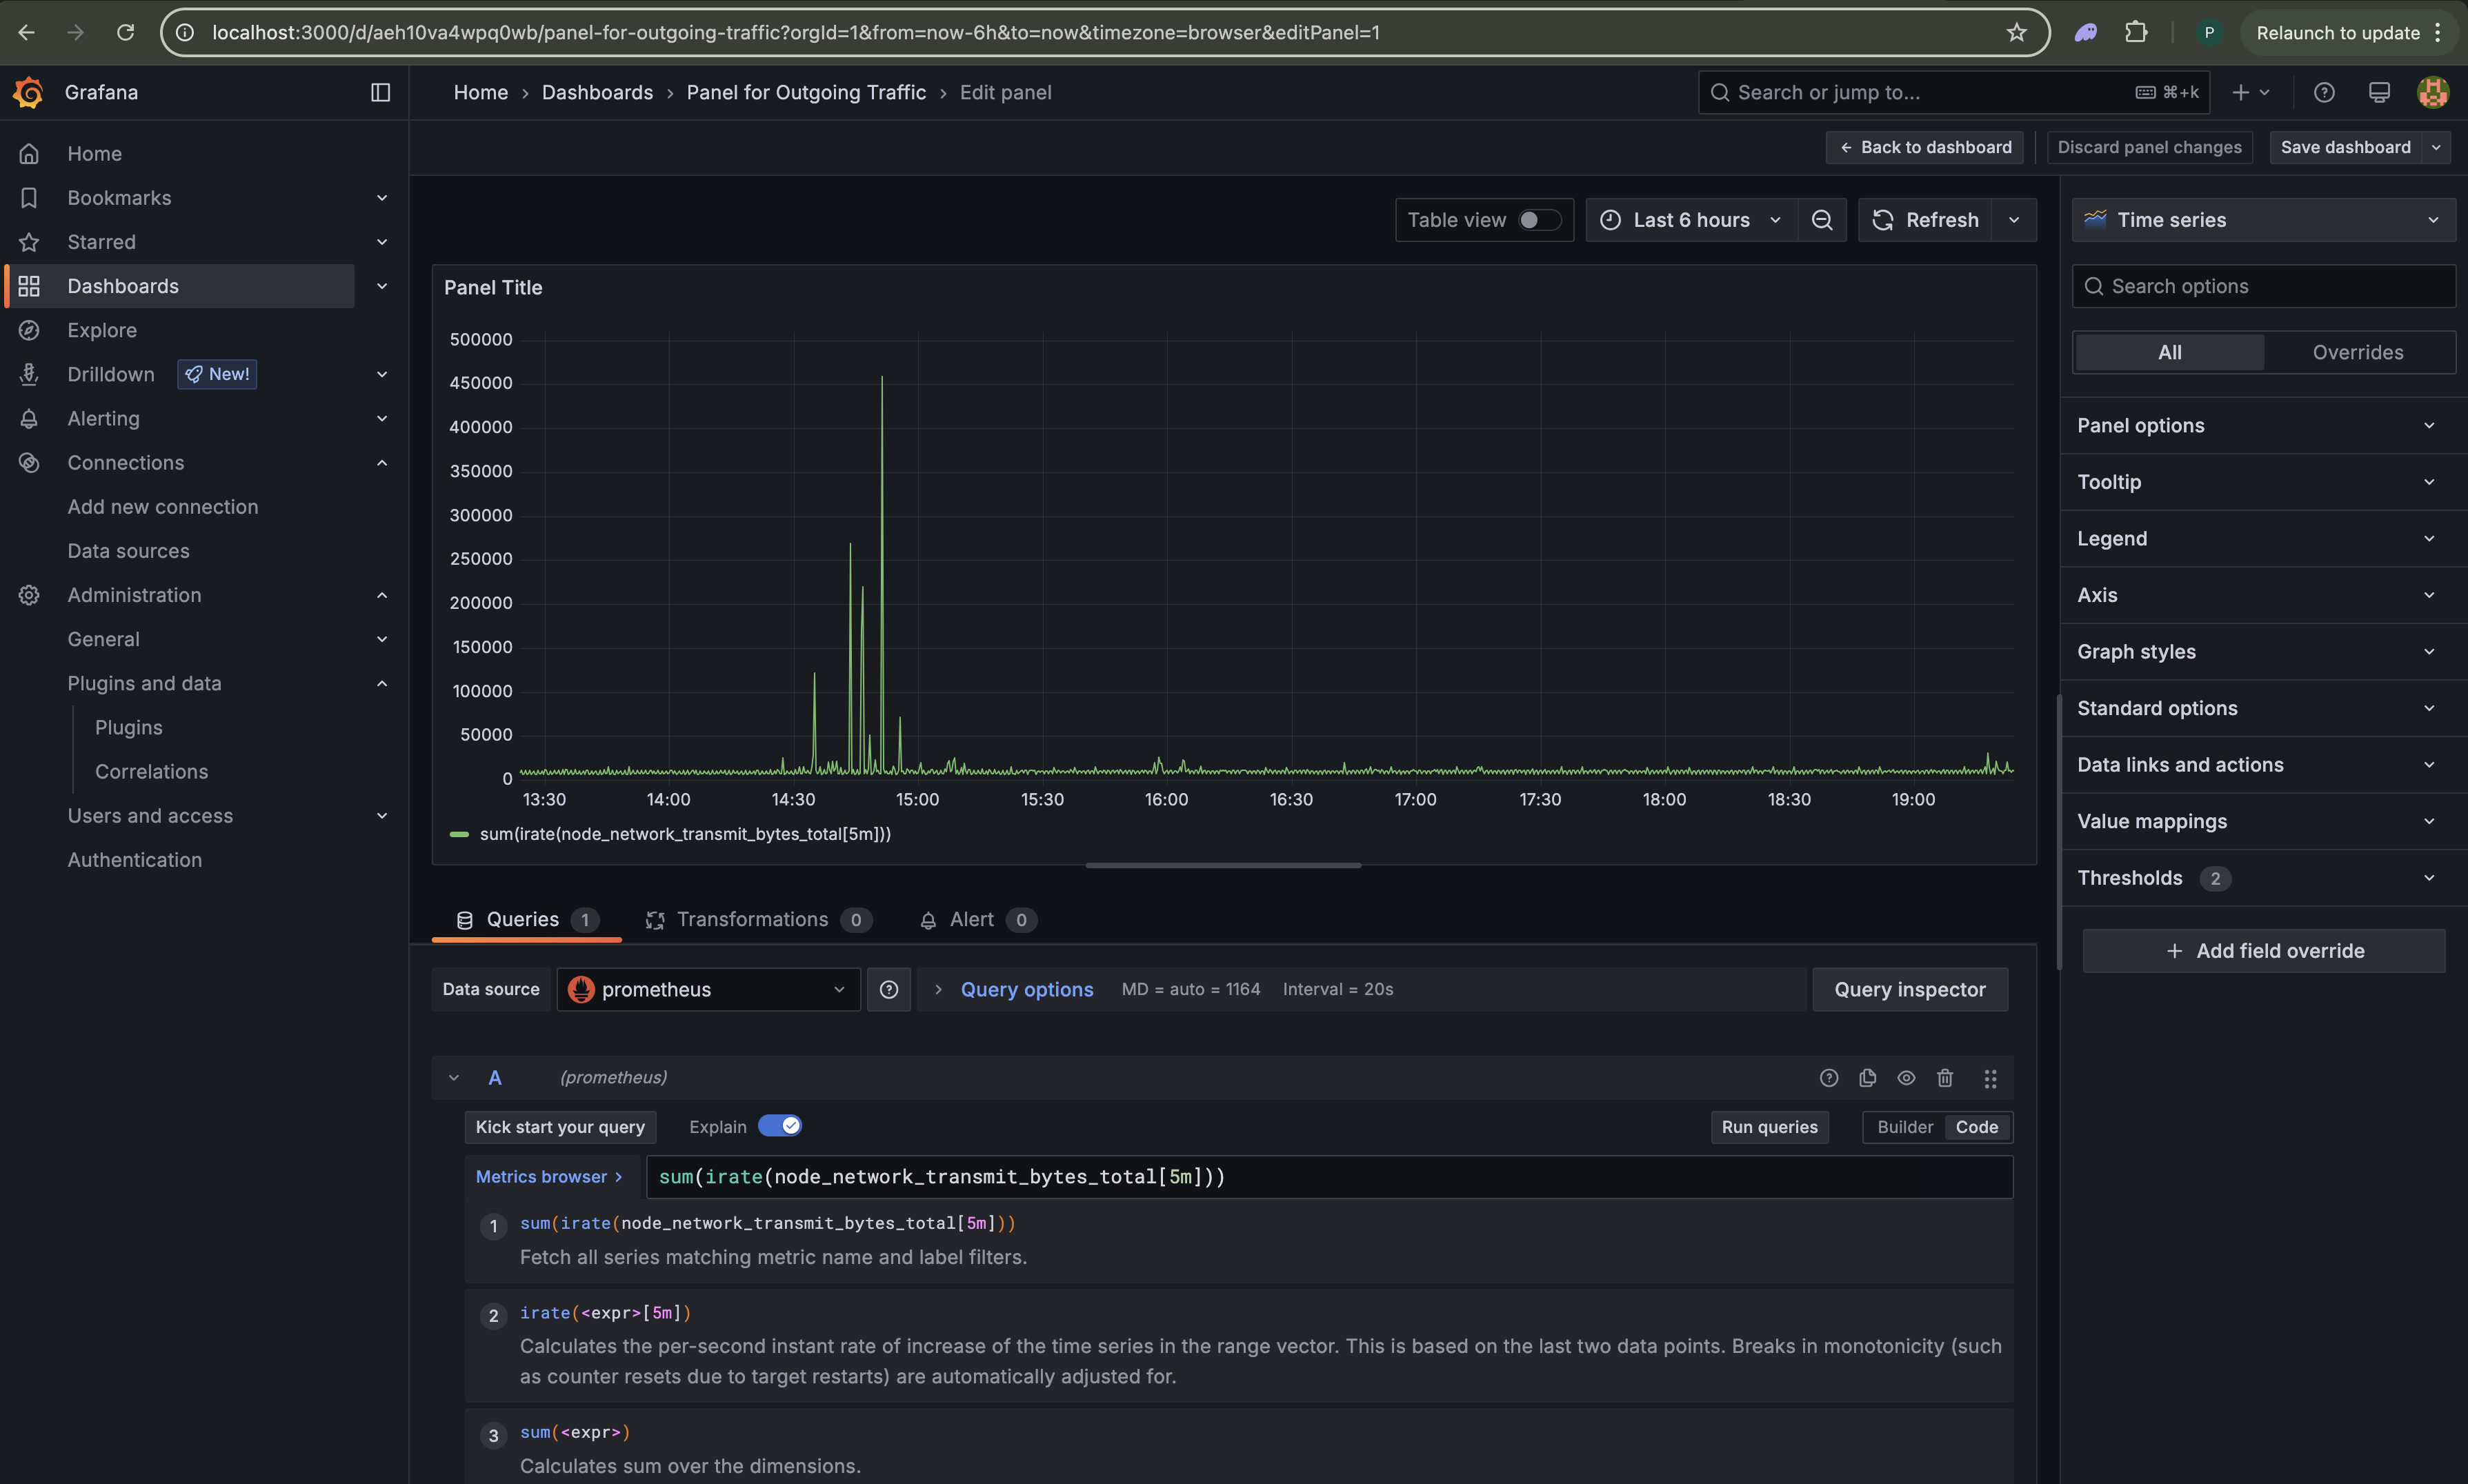 localhost:3000/d/aeh10va4wpq0wb/panel-for-outgoing-traffic?orgId=1&from=now-6h&to=now&timezone=browser&editPanel=1
P
Relaunch to update
Grafana
Home › Dashboards › Panel for Outgoing Traffic › Edit panel
Search or jump to...
⌘+k
Back to dashboard
Discard panel changes
Save dashboard
Home
Bookmarks
Starred
Dashboards
Explore
Drilldown
New!
Alerting
Connections
Add new connection
Data sources
Administration
General
Plugins and data
Plugins
Correlations
Users and access
Authentication
Table view
Last 6 hours
Refresh
Panel Title
500000
450000
400000
350000
300000
250000
200000
150000
100000
50000
0
13:30 14:00 14:30 15:00 15:30 16:00 16:30 17:00 17:30 18:00 18:30 19:00
sum(irate(node_network_transmit_bytes_total[5m]))
Queries 1
Transformations 0
Alert 0
Data source
prometheus
Query options
MD = auto = 1164
Interval = 20s
Query inspector
A
(prometheus)
Kick start your query
Explain
Run queries
Builder
Code
Metrics browser >
sum(irate(node_network_transmit_bytes_total[5m]))
1 sum(irate(node_network_transmit_bytes_total[5m]))
Fetch all series matching metric name and label filters.
2 irate(<expr>[5m])
Calculates the per-second instant rate of increase of the time series in the range vector. This is based on the last two data points. Breaks in monotonicity (such
as counter resets due to target restarts) are automatically adjusted for.
3 sum(<expr>)
Calculates sum over the dimensions.
Time series
Search options
All
Overrides
Panel options
Tooltip
Legend
Axis
Graph styles
Standard options
Data links and actions
Value mappings
Thresholds 2
+ Add field override